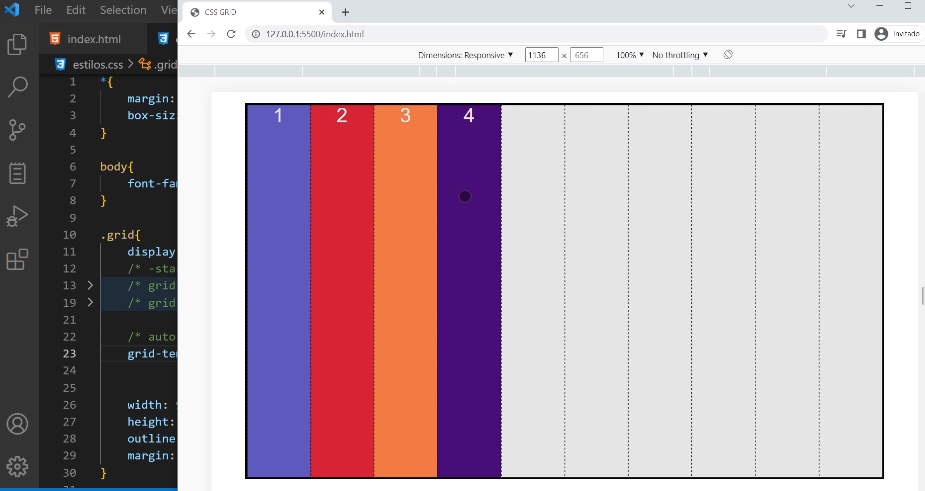 File Edit Selection Vie
index.html
estilos.css > .grid
1 *{
2 margin:
3 box-siz
4 }
5
6 body{
7 font-fan
8 }
9
10 .grid{
11 display
12 /* -sta
13 /* grid
19 /* grid
21
22 /* auto
23 grid-ten
24
25
26 width:
27 height:
28 outline
29 margin:
30 }
CSS GRID
127.0.0.1:5500/index.html
Invitado
Dimensions: Responsive 1136 × 656 100% No throttling
1 2 3 4